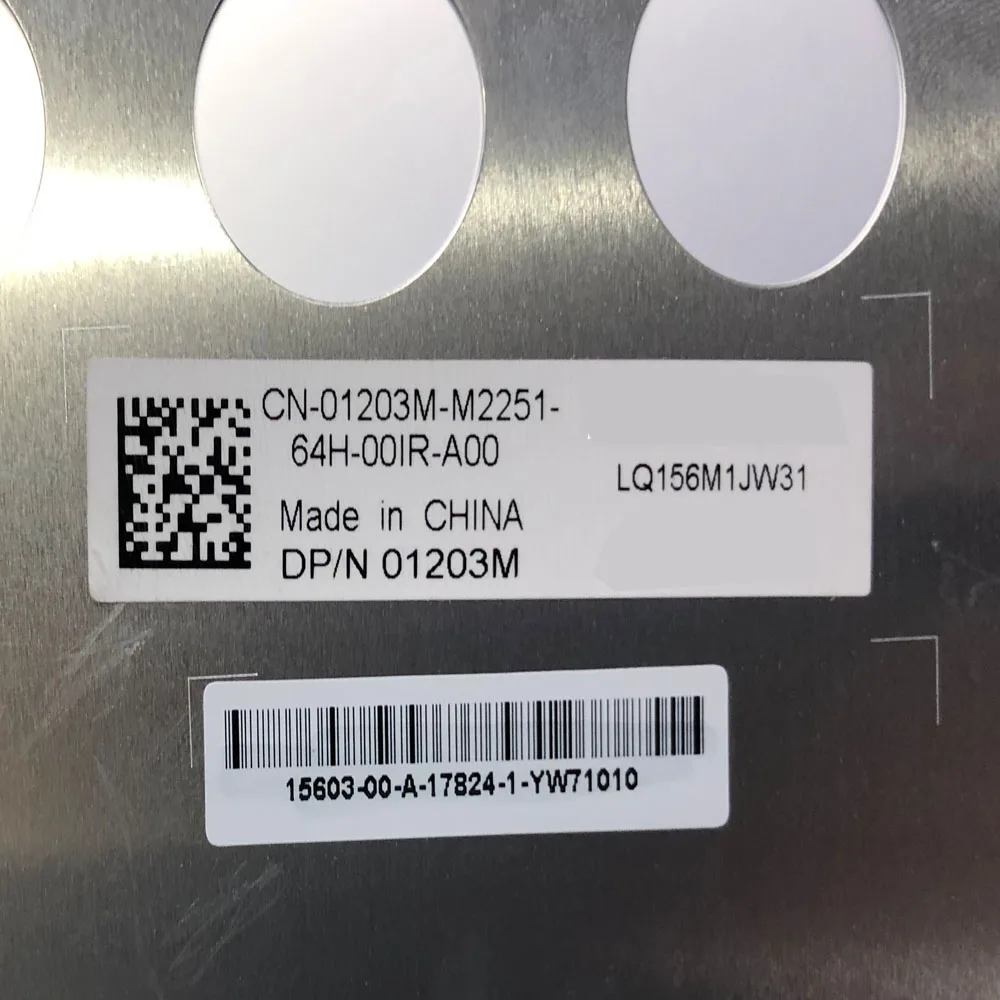 CN-01203M-M2251-
64H-00IR-A00
LQ156M1JW31
Made in CHINA
DP/N 01203M
15603-00-A-17824-1-YW71010